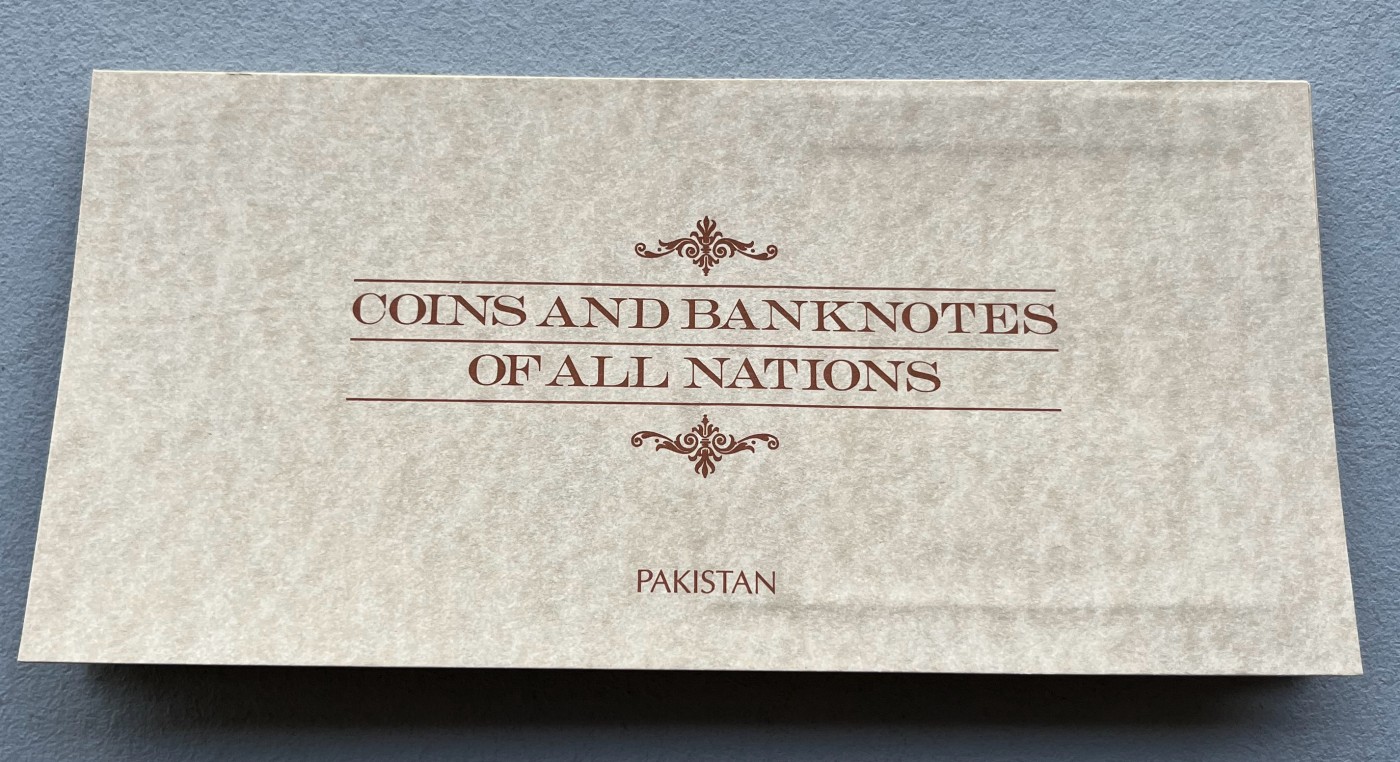 COINS AND BANKNOTES
OF ALL NATIONS
PAKISTAN